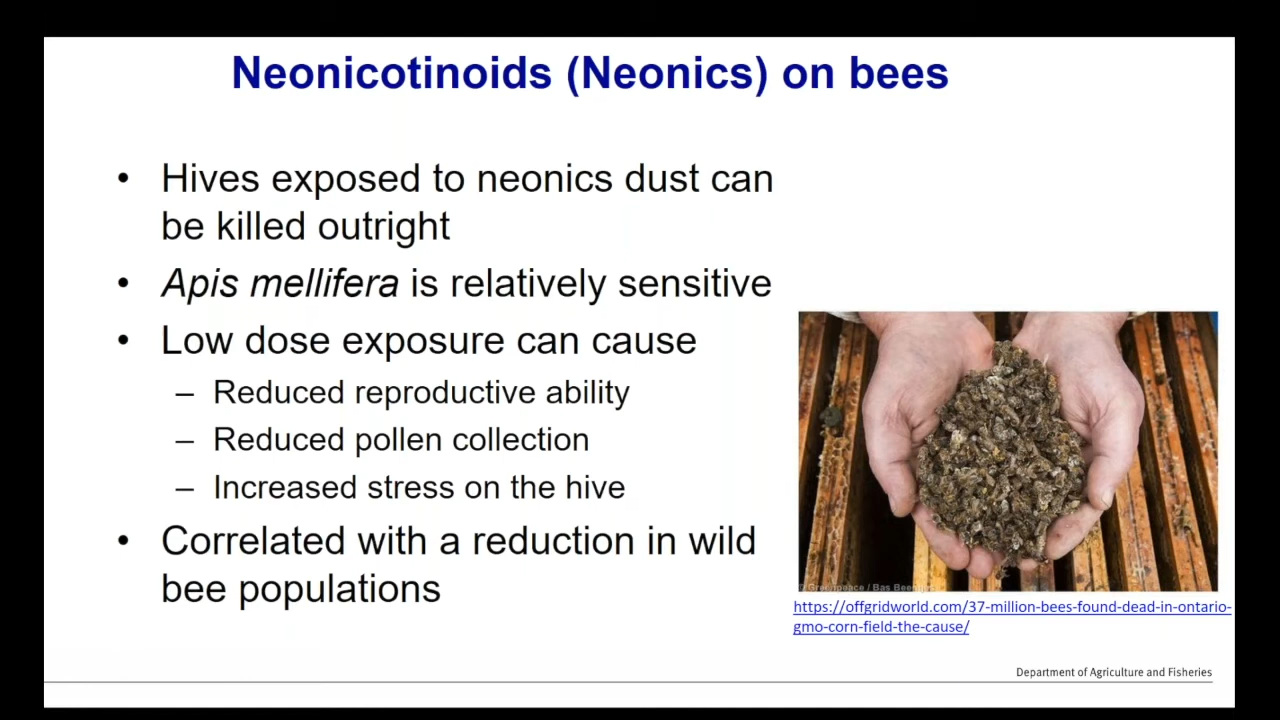 Neonicotinoids (Neonics) on bees
• Hives exposed to neonics dust can
be killed outright
• Apis mellifera is relatively sensitive
• Low dose exposure can cause
– Reduced reproductive ability
– Reduced pollen collection
– Increased stress on the hive
• Correlated with a reduction in wild
bee populations
© Greenpeace / Bas
https://offgridworld.com/37-million-bees-found-dead-in-ontario-
gmo-corn-field-the-cause/
Department of Agriculture and Fisheries